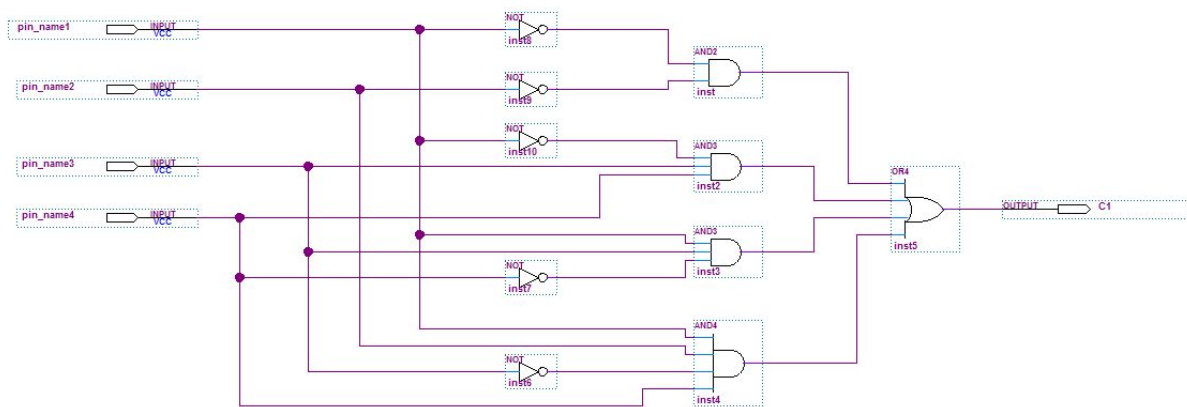 NOT
pin_name1 INPUT
VCC
inst8
AND2
NOT
pin_name2 INPUT
VCC
inst9
inst
NOT
AND3
inst10
pin_name3 INPUT
VCC
OR4
inst2
pin_name4 INPUT
VCC
OUTPUT C1
AND3
inst5
NOT
inst3
inst7
AND4
NOT
inst6
inst4